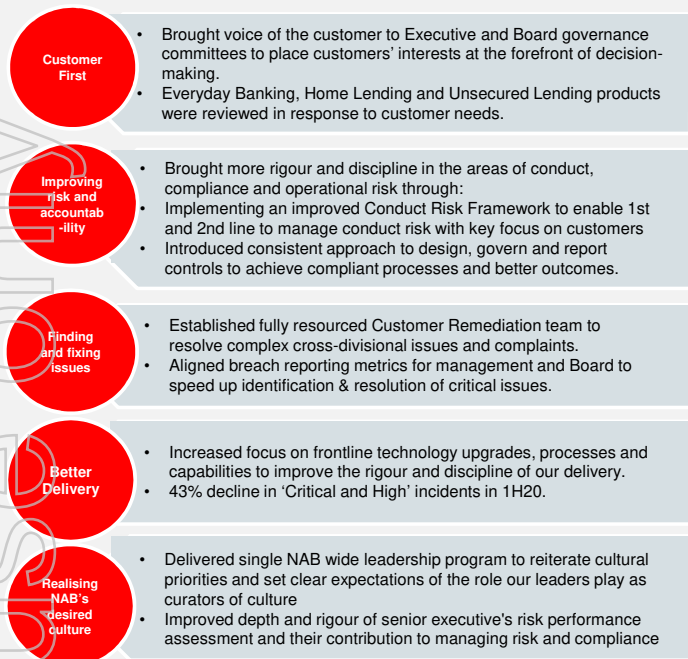 Customer
First
• Brought voice of the customer to Executive and Board governance
committees to place customers' interests at the forefront of decision-
making.
• Everyday Banking, Home Lending and Unsecured Lending products
were reviewed in response to customer needs.
Improving
risk and
accountab
-ility
• Brought more rigour and discipline in the areas of conduct,
compliance and operational risk through:
• Implementing an improved Conduct Risk Framework to enable 1st
and 2nd line to manage conduct risk with key focus on customers
• Introduced consistent approach to design, govern and report
controls to achieve compliant processes and better outcomes.
Finding
and fixing
issues
• Established fully resourced Customer Remediation team to
resolve complex cross-divisional issues and complaints.
• Aligned breach reporting metrics for management and Board to
speed up identification & resolution of critical issues.
Better
Delivery
• Increased focus on frontline technology upgrades, processes and
capabilities to improve the rigour and discipline of our delivery.
• 43% decline in 'Critical and High' incidents in 1H20.
Realising
NAB's
desired
culture
• Delivered single NAB wide leadership program to reiterate cultural
priorities and set clear expectations of the role our leaders play as
curators of culture
• Improved depth and rigour of senior executive's risk performance
assessment and their contribution to managing risk and compliance
use only